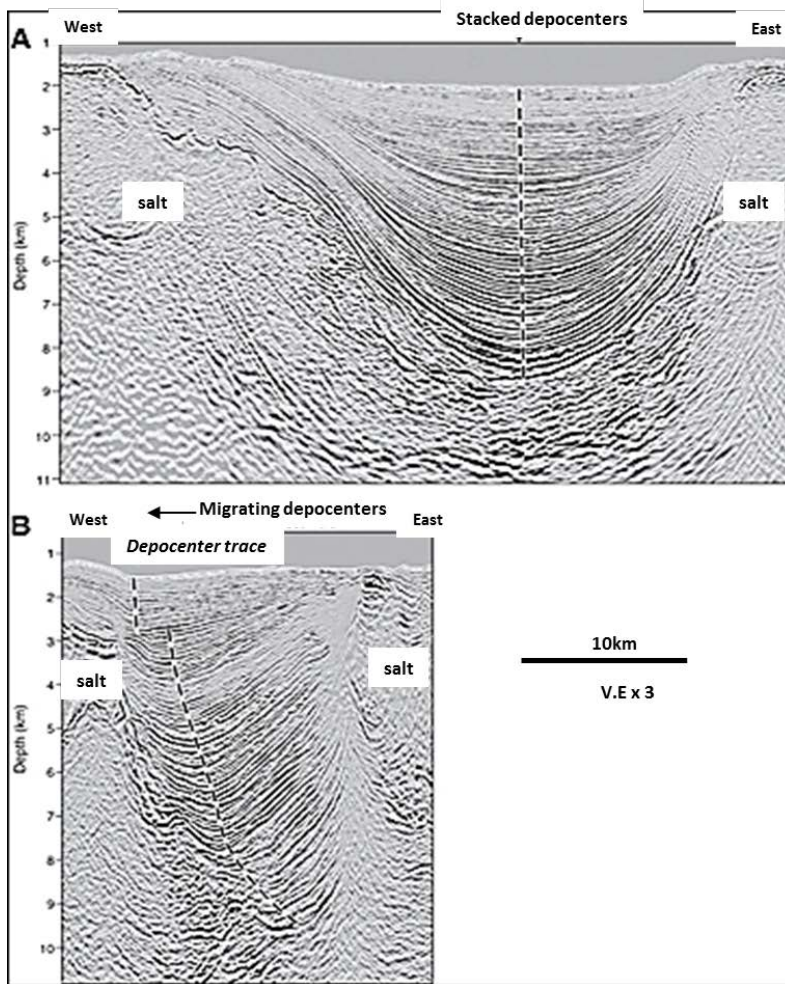 Stacked depocenters
A
West
East
1
2
3
4
5
6
7
8
9
10
11
Depth (km)
salt
salt
B
West
Migrating depocenters
East
Depocenter trace
1
2
3
4
5
6
7
8
9
10
Depth (km)
salt
salt
10km
V.E x 3